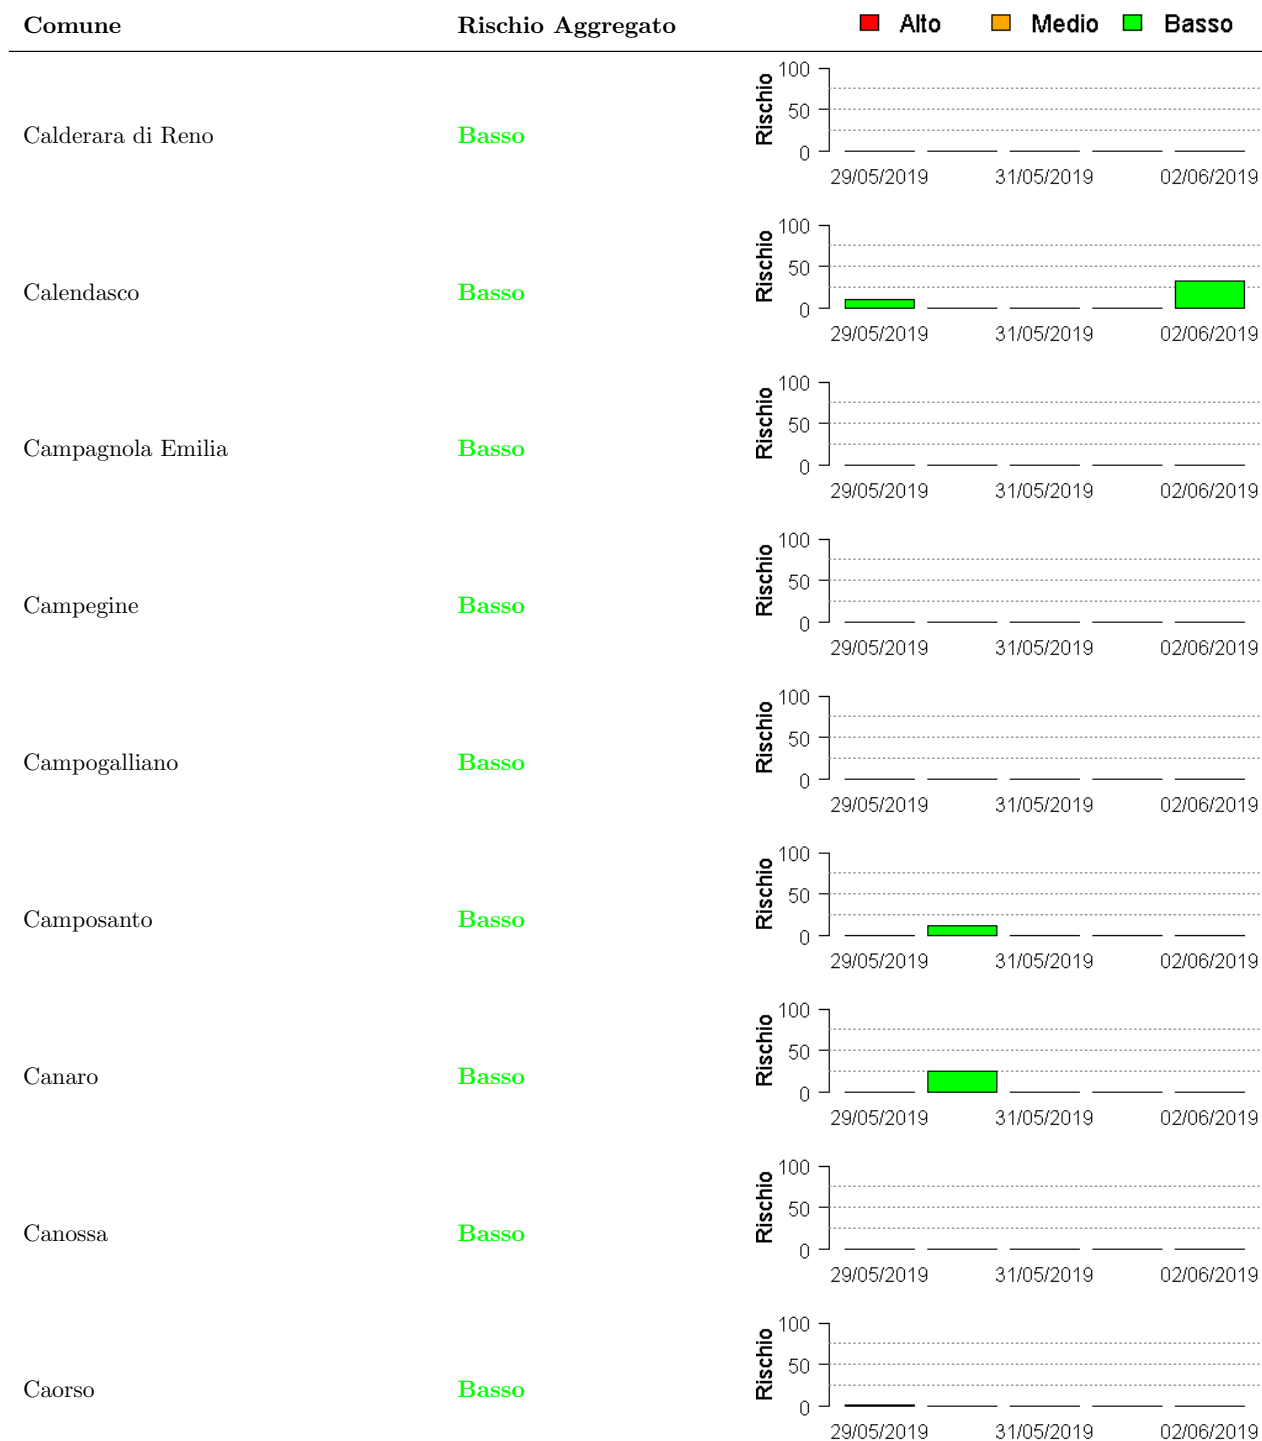 Comune Rischio Aggregato Alto Medio Basso
100
50
0
Rischio
Calderara di Reno Basso
29/05/2019 31/05/2019 02/06/2019
100
50
0
Rischio
Calendasco Basso
29/05/2019 31/05/2019 02/06/2019
100
50
0
Rischio
Campagnola Emilia Basso
29/05/2019 31/05/2019 02/06/2019
100
50
0
Rischio
Campegine Basso
29/05/2019 31/05/2019 02/06/2019
100
50
0
Rischio
Campogalliano Basso
29/05/2019 31/05/2019 02/06/2019
100
50
0
Rischio
Camposanto Basso
29/05/2019 31/05/2019 02/06/2019
100
50
0
Rischio
Canaro Basso
29/05/2019 31/05/2019 02/06/2019
100
50
0
Rischio
Canossa Basso
29/05/2019 31/05/2019 02/06/2019
100
50
0
Rischio
Caorso Basso
29/05/2019 31/05/2019 02/06/2019